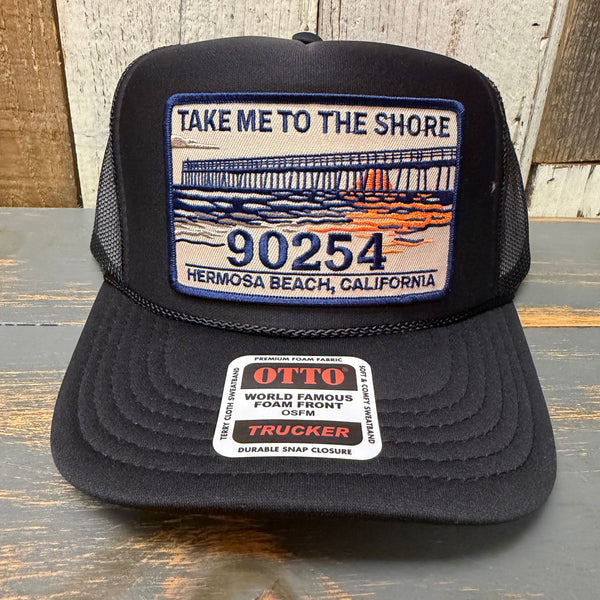 TAKE ME TO THE SHORE
90254
HERMOSA BEACH, CALIFORNIA
PREMIUM FOAM FABRIC
TERRY CLOTH SWEATBAND
OTTO®
WORLD FAMOUS
FOAM FRONT
OSFM
TRUCKER
SOFT & COMFY SWEATBAND
DURABLE SNAP CLOSURE